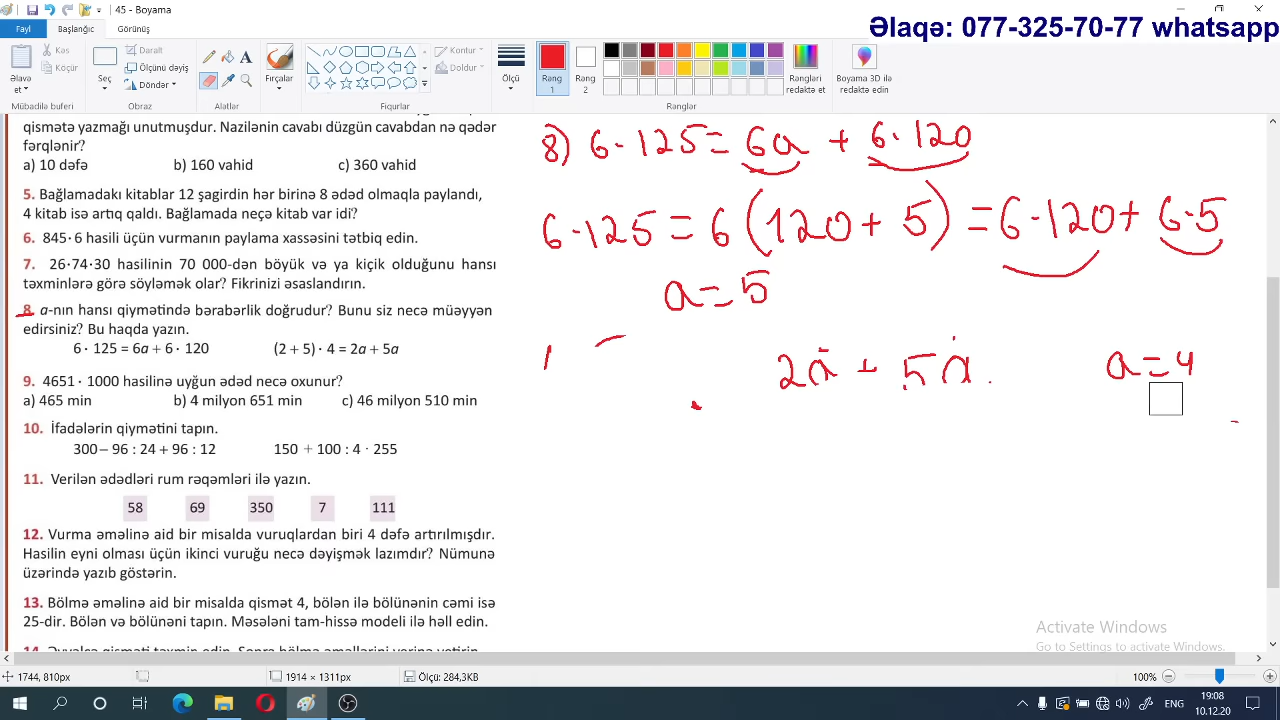 45 - Boyama
Əlaqə: 077-325-70-77 whatsapp
Fayl Başlanğıc Görünüş
Əlavə et Kəs Köçür
Mübadilə buferi
Seç Daralt Ölçüləyiş Döndər
Obraz
Alətlər
Fırçalar
Kontur Doldur
Fiqurlar
Ölçü
Rəng 1 Rəng 2
Rəngləri redaktə et
Rənglər
Boyama 3D ilə redaktə edin
qismətə yazmağı unutmuşdur. Nazilənin cavabı düzgün cavabdan nə qədər
fərqlənir?
a) 10 dəfə b) 160 vahid c) 360 vahid
5. Bağlamadakı kitablar 12 şagirdin hər birinə 8 ədəd olmaqla paylandı,
4 kitab isə artıq qaldı. Bağlamada neçə kitab var idi?
6. 845·6 hasili üçün vurmanın paylama xassəsini tətbiq edin.
7. 26·74·30 hasilinin 70 000-dən böyük və ya kiçik olduğunu hansı
təxminlərə görə söyləmək olar? Fikrinizi əsaslandırın.
8. a-nın hansı qiymətində bərabərlik doğrudur? Bunu siz necə müəyyən
edirsiniz? Bu haqda yazın.
6 · 125 = 6a + 6 · 120 (2 + 5) · 4 = 2a + 5a
9. 4651 · 1000 hasilinə uyğun ədəd necə oxunur?
a) 465 min b) 4 milyon 651 min c) 46 milyon 510 min
10. İfadələrin qiymətini tapın.
300 – 96 : 24 + 96 : 12 150 + 100 : 4 · 255
11. Verilən ədədləri rum rəqəmləri ilə yazın.
58 69 350 7 111
12. Vurma əməlinə aid bir misalda vuruqlardan biri 4 dəfə artırılmışdır.
Hasilin eyni olması üçün ikinci vuruğu necə dəyişmək lazımdır? Nümunə
üzərində yazıb göstərin.
13. Bölmə əməlinə aid bir misalda qismət 4, bölən ilə bölünənin cəmi isə
25-dir. Bölən və bölünəni tapın. Məsələni tam-hissə modeli ilə həll edin.
8) 6·125 = 6a + 6·120
6·125 = 6(120 + 5) = 6·120 + 6·5
a = 5
2a + 5a a = 4
Activate Windows
Go to Settings to activate Windows.
1744, 810px 1914 × 1311px Ölçü: 284,3KB 100%
ENG 19:08
10.12.20